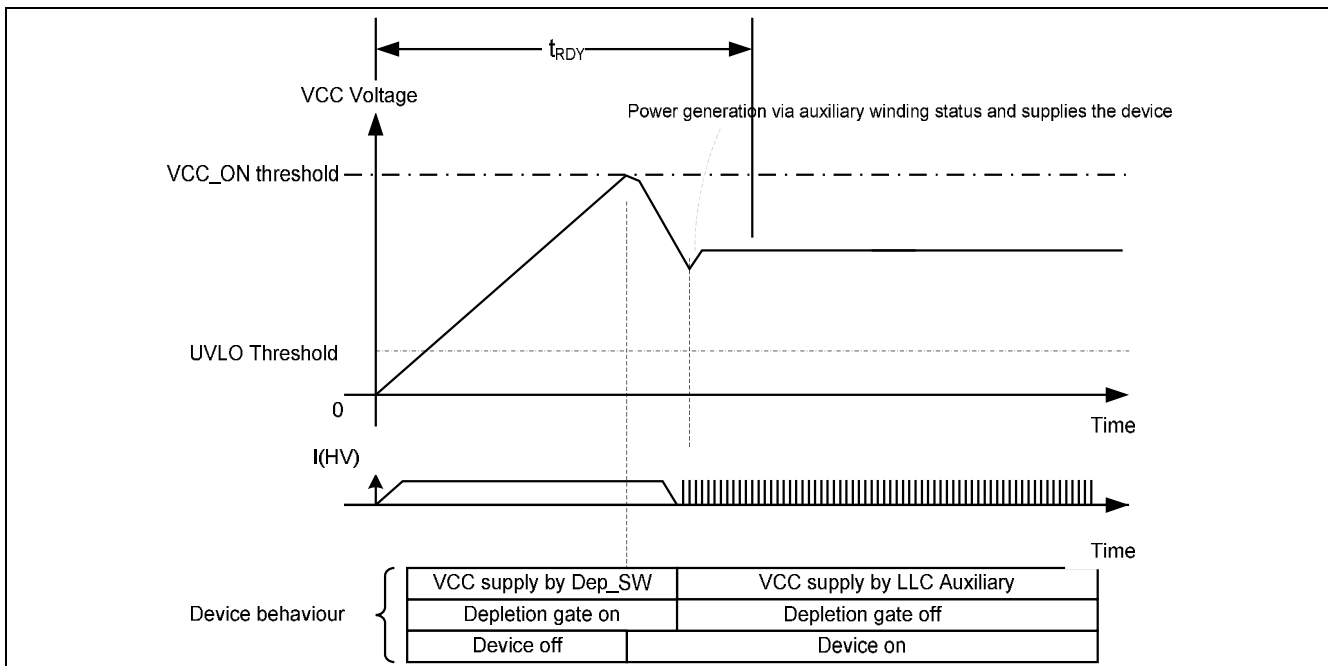 tRDY
VCC Voltage
Power generation via auxiliary winding status and supplies the device
VCC_ON threshold
UVLO Threshold
0
Time
I(HV)
Time
Device behaviour
VCC supply by Dep_SW
VCC supply by LLC Auxiliary
Depletion gate on
Depletion gate off
Device off
Device on